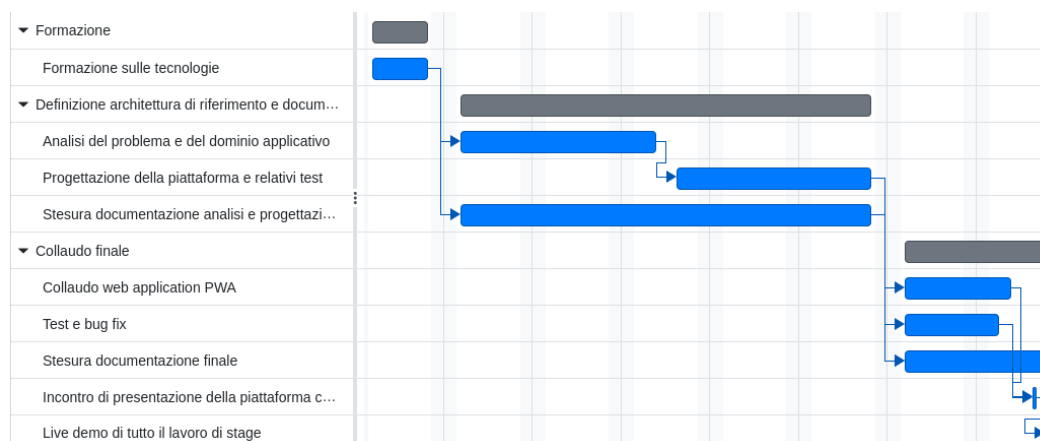 Formazione
Formazione sulle tecnologie
Definizione architettura di riferimento e docum...
Analisi del problema e del dominio applicativo
Progettazione della piattaforma e relativi test
Stesura documentazione analisi e progettazi...
Collaudo finale
Collaudo web application PWA
Test e bug fix
Stesura documentazione finale
Incontro di presentazione della piattaforma c...
Live demo di tutto il lavoro di stage